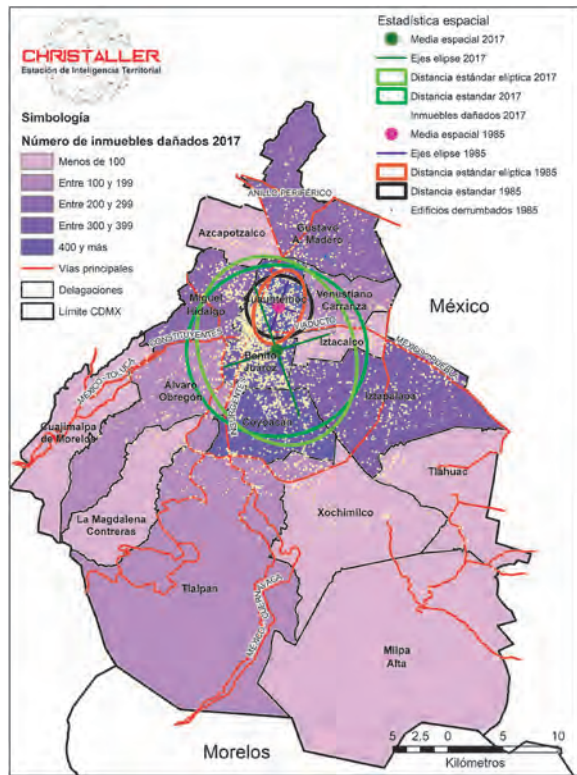 CHRISTALLER
Estación de Inteligencia Territorial
Simbología
Número de inmuebles dañados 2017
Menos de 100
Entre 100 y 199
Entre 200 y 299
Entre 300 y 399
400 y más
Vías principales
Delagaciones
Límite CDMX
Estadística espacial
Media espacial 2017
Ejes elipse 2017
Distancia estándar elíptica 2017
Distancia estandar 2017
Inmuebles dañados 2017
Media espacial 1985
Ejes elipse 1985
Distancia estándar elíptica 1985
Distancia estandar 1985
Edificios derrumbados 1985
ANILLO PERIFÉRICO
Gustavo
A. Madero
Azcapotzalco
Miguel
Hidalgo
Cuauhtémoc
Venustiano
Carranza
México
CONSTITUYENTES
VIADUCTO
Iztacalco
Benito
Juárez
MÉXICO-TOLUCA
Álvaro
Obregón
Iztapalapa
Cuajimalpa
de Morelos
Coyoacán
Tlahuac
La Magdalena
Contreras
Xochimilco
Tlalpan
Milpa
Alta
Morelos
5 2.5 0 5 10
Kilómetros